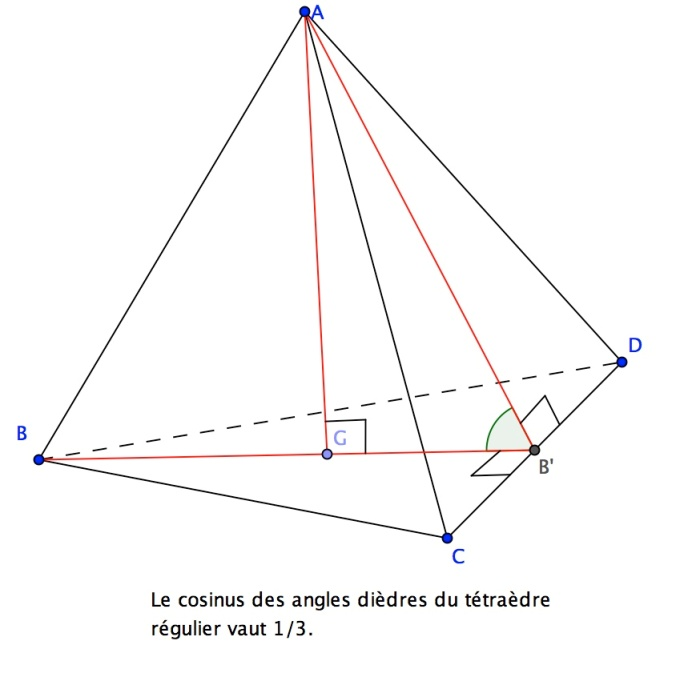 A
D
B
G
B'
C
Le cosinus des angles dièdres du tétraèdre
régulier vaut 1/3.